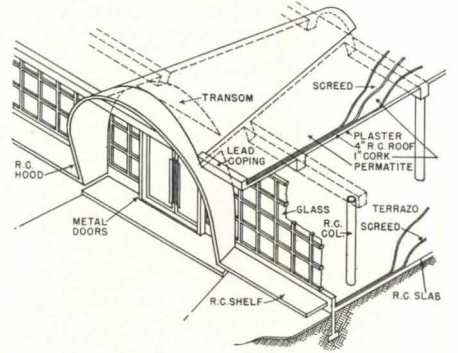 TRANSOM
SCREED
R.C.
HOOD
LEAD
COPING
PLASTER
4" R.C. ROOF
1" CORK
PERMATITE
METAL
DOORS
GLASS
R.C.
COL.
TERRAZO
SCREED
R.C. SHELF
R.C. SLAB